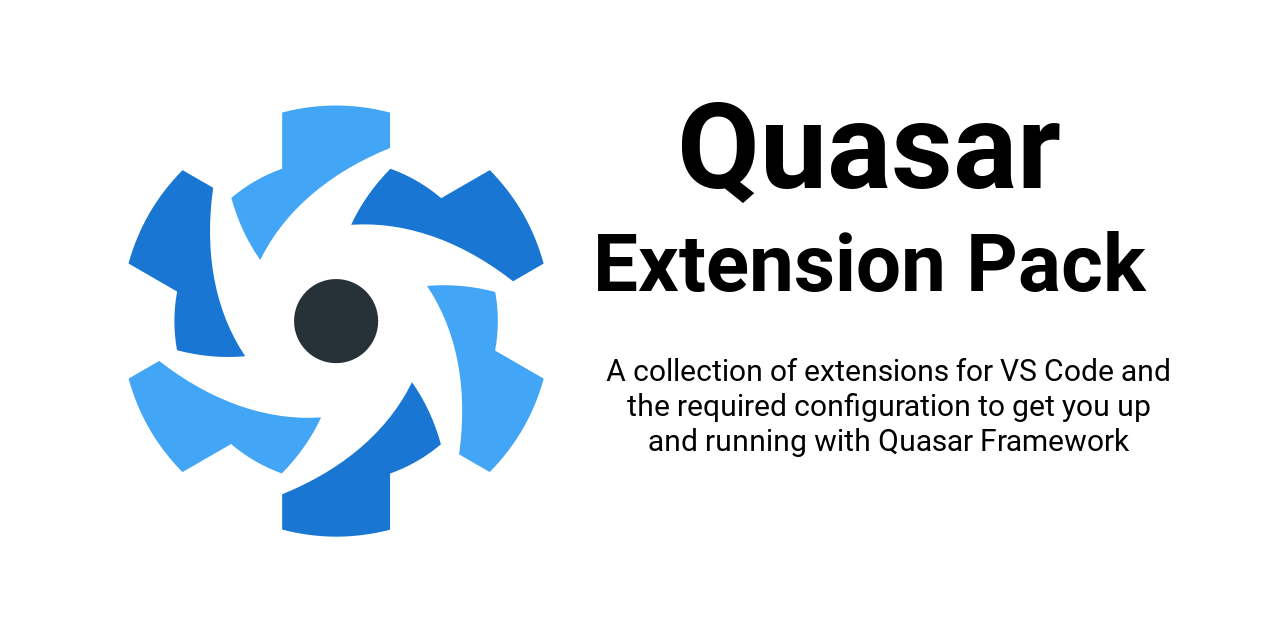 Quasar
Extension Pack
A collection of extensions for VS Code and
the required configuration to get you up
and running with Quasar Framework